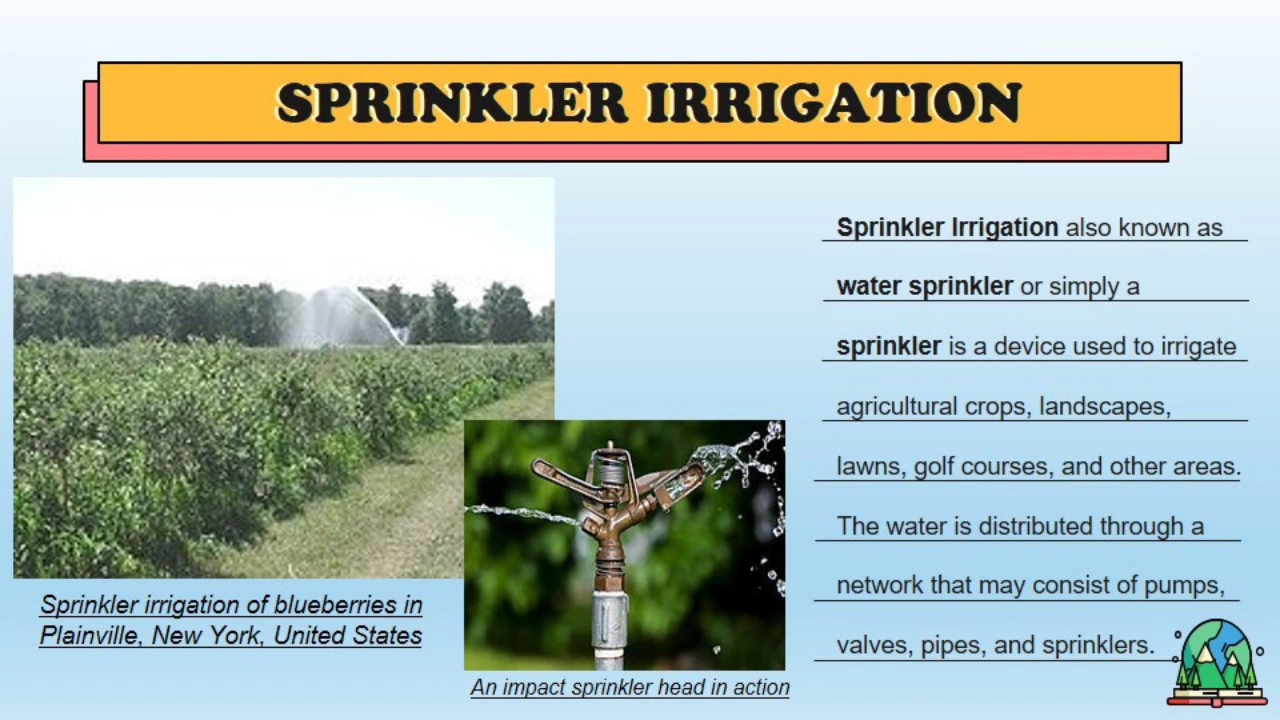 SPRINKLER IRRIGATION
Sprinkler Irrigation also known as
water sprinkler or simply a
sprinkler is a device used to irrigate
agricultural crops, landscapes,
lawns, golf courses, and other areas.
The water is distributed through a
network that may consist of pumps,
valves, pipes, and sprinklers.
Sprinkler irrigation of blueberries in
Plainville, New York, United States
An impact sprinkler head in action